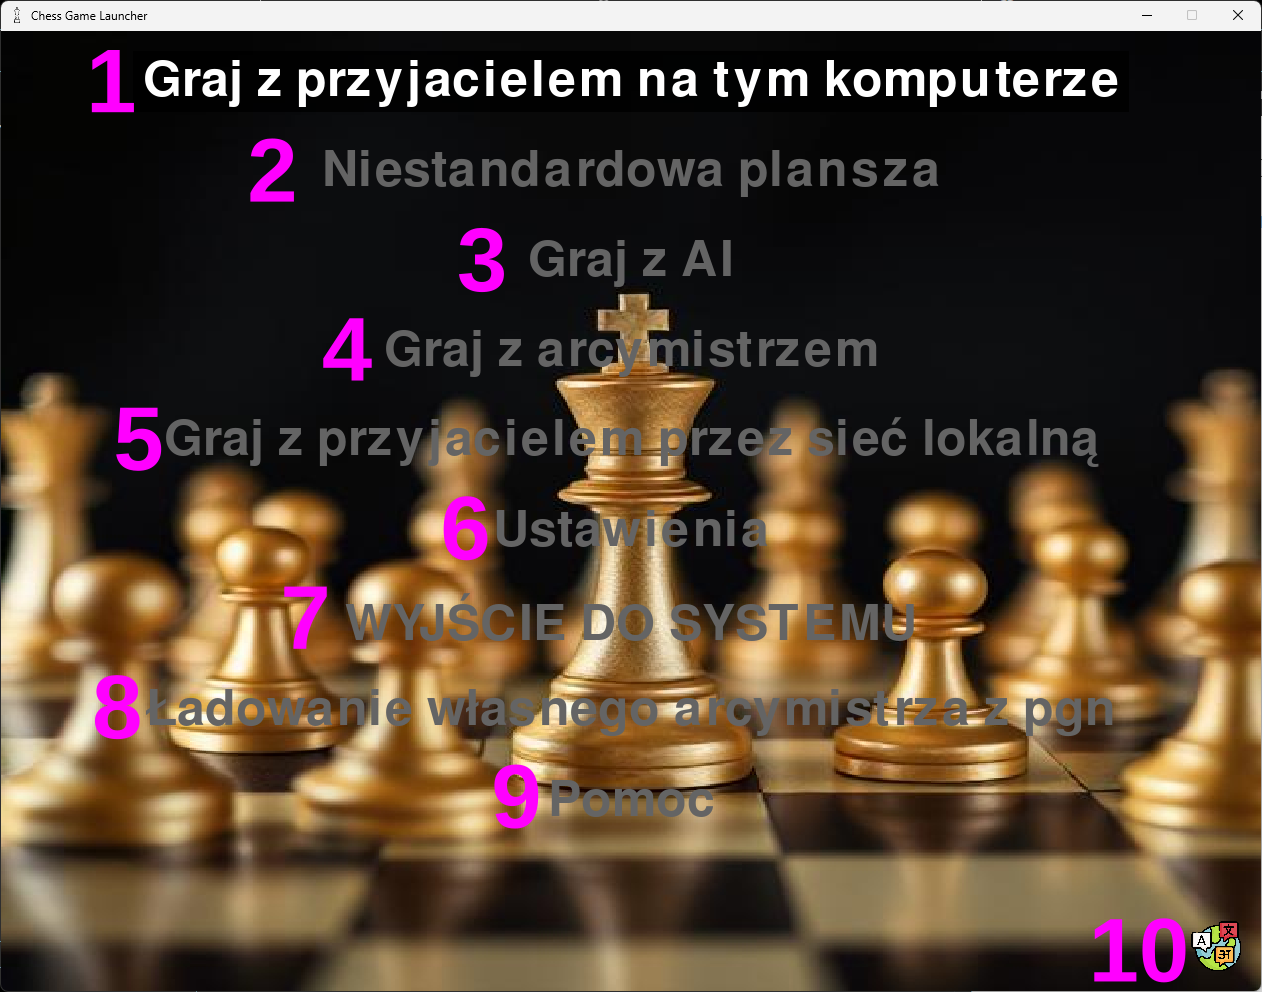 Chess Game Launcher
1 Graj z przyjacielem na tym komputerze
2 Niestandardowa plansza
3 Graj z AI
4 Graj z arcymistrzem
5 Graj z przyjacielem przez sieć lokalną
6 Ustawienia
7 WYJŚCIE DO SYSTEMU
8 Ładowanie własnego arcymistrza z pgn
9 Pomoc
10
A 文